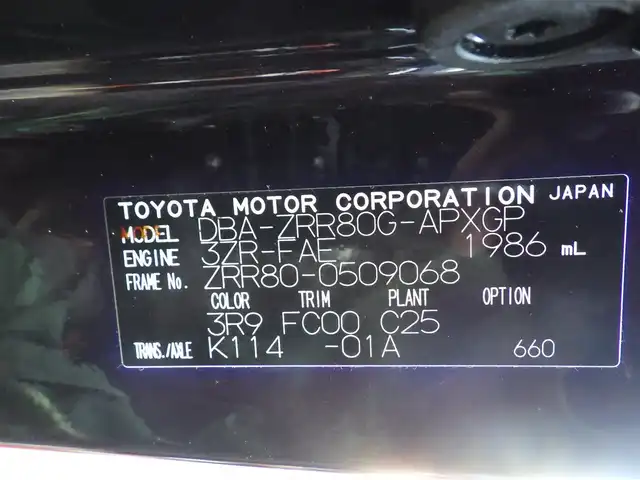 TOYOTA MOTOR CORPORATION JAPAN
MODEL DBA-ZRR80G-APXGP
ENGINE 3ZR-FAE 1986 mL
FRAME No. ZRR80-0509068
COLOR TRIM PLANT OPTION
3R9 FC00 C25
TRANS./AXLE K114 -01A 660